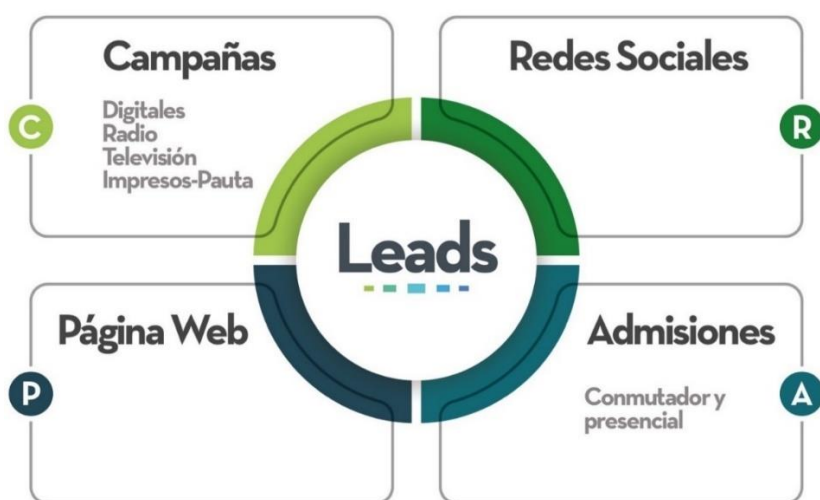 Campañas
Digitales
Radio
Televisión
Impresos-Pauta
C
Redes Sociales
R
Leads
Página Web
P
Admisiones
Conmutador y
presencial
A